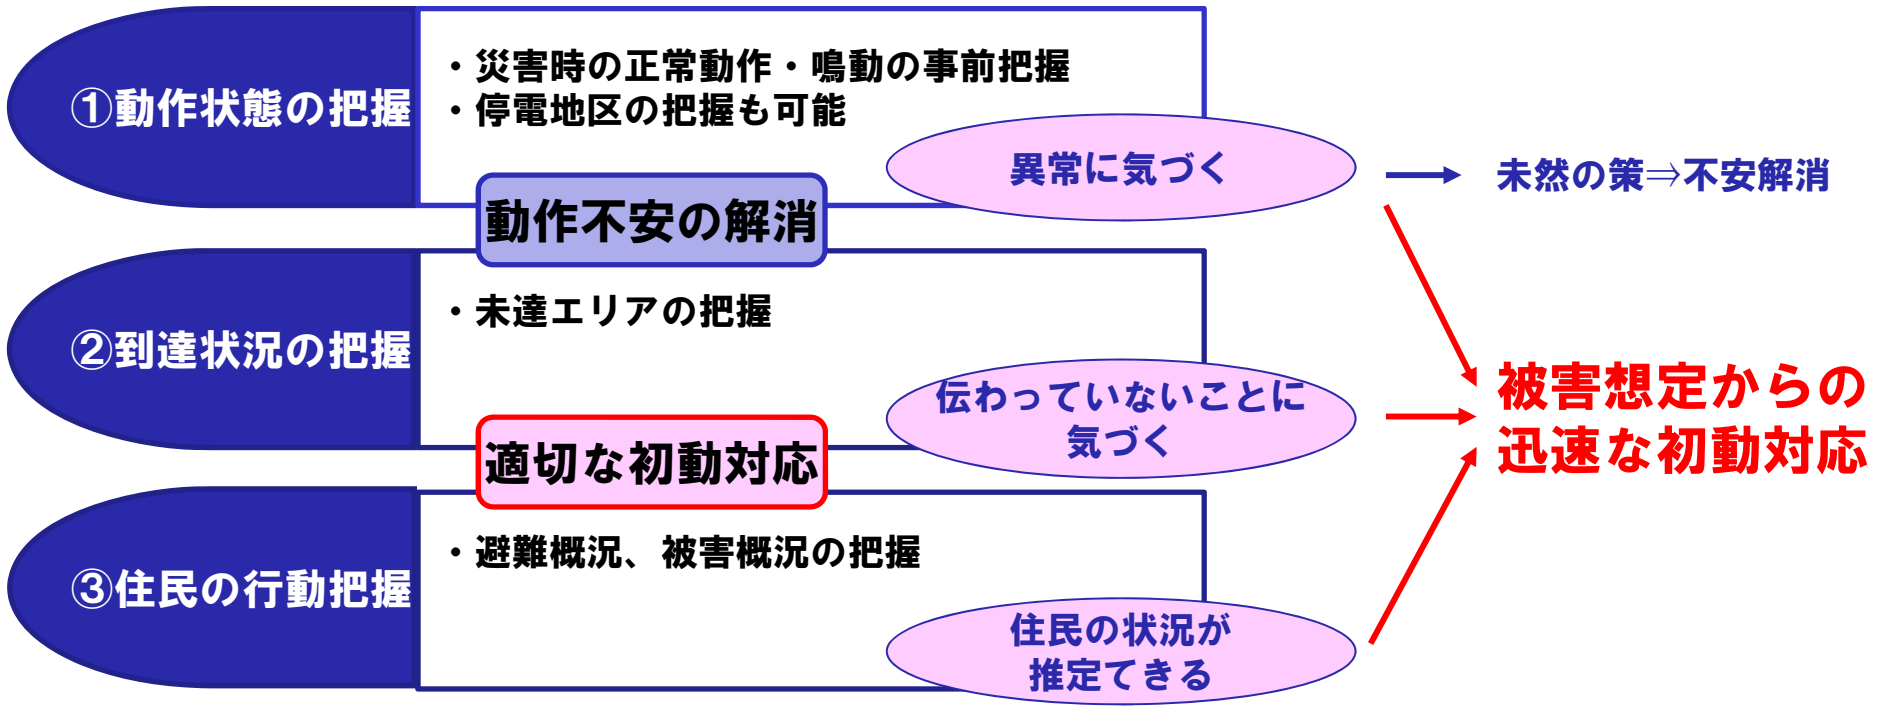 ①動作状態の把握
・災害時の正常動作・鳴動の事前把握
・停電地区の把握も可能
異常に気づく
未然の策⇒不安解消
動作不安の解消
②到達状況の把握
・未達エリアの把握
伝わっていないことに
気づく
被害想定からの
迅速な初動対応
適切な初動対応
③住民の行動把握
・避難概況、被害概況の把握
住民の状況が
推定できる